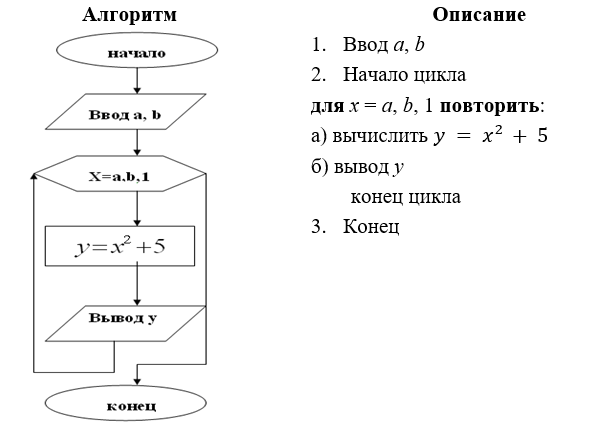 Алгоритм
начало
Ввод a, b
X=a,b,1
y=x²+5
Вывод y
конец
Описание
1. Ввод a, b
2. Начало цикла
для x = a, b, 1 повторить:
а) вычислить y = x² + 5
б) вывод y
конец цикла
3. Конец